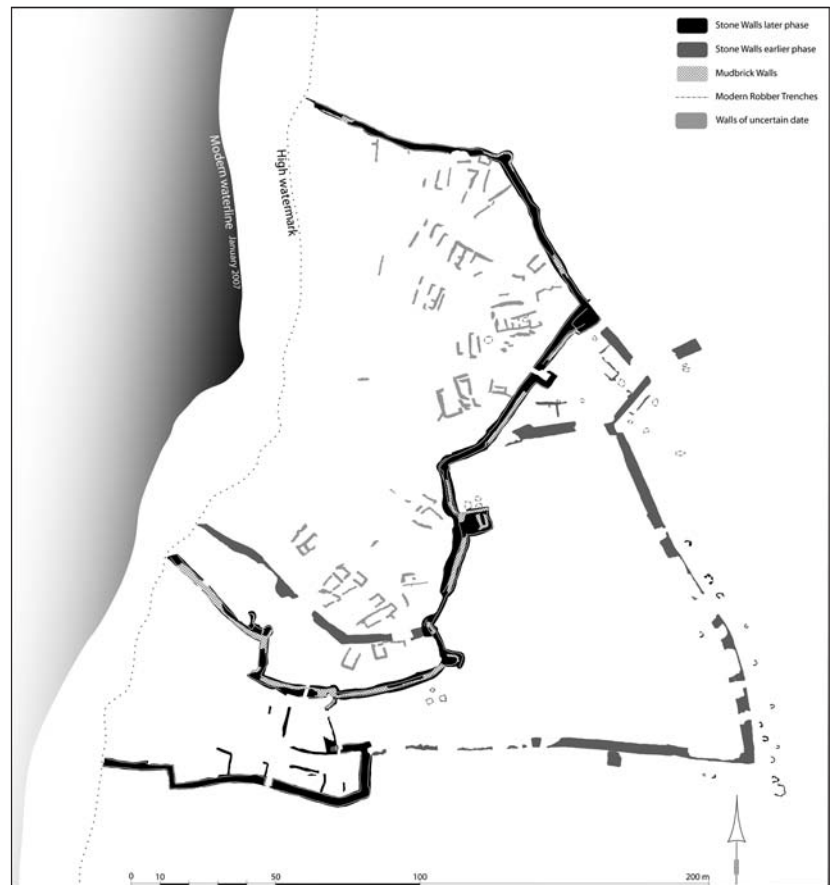 Stone Walls later phase
Stone Walls earlier phase
Mudbrick Walls
Modern Robber Trenches
Walls of uncertain date
Modern waterline January 2007
High watermark
0 10 50 100 200 m